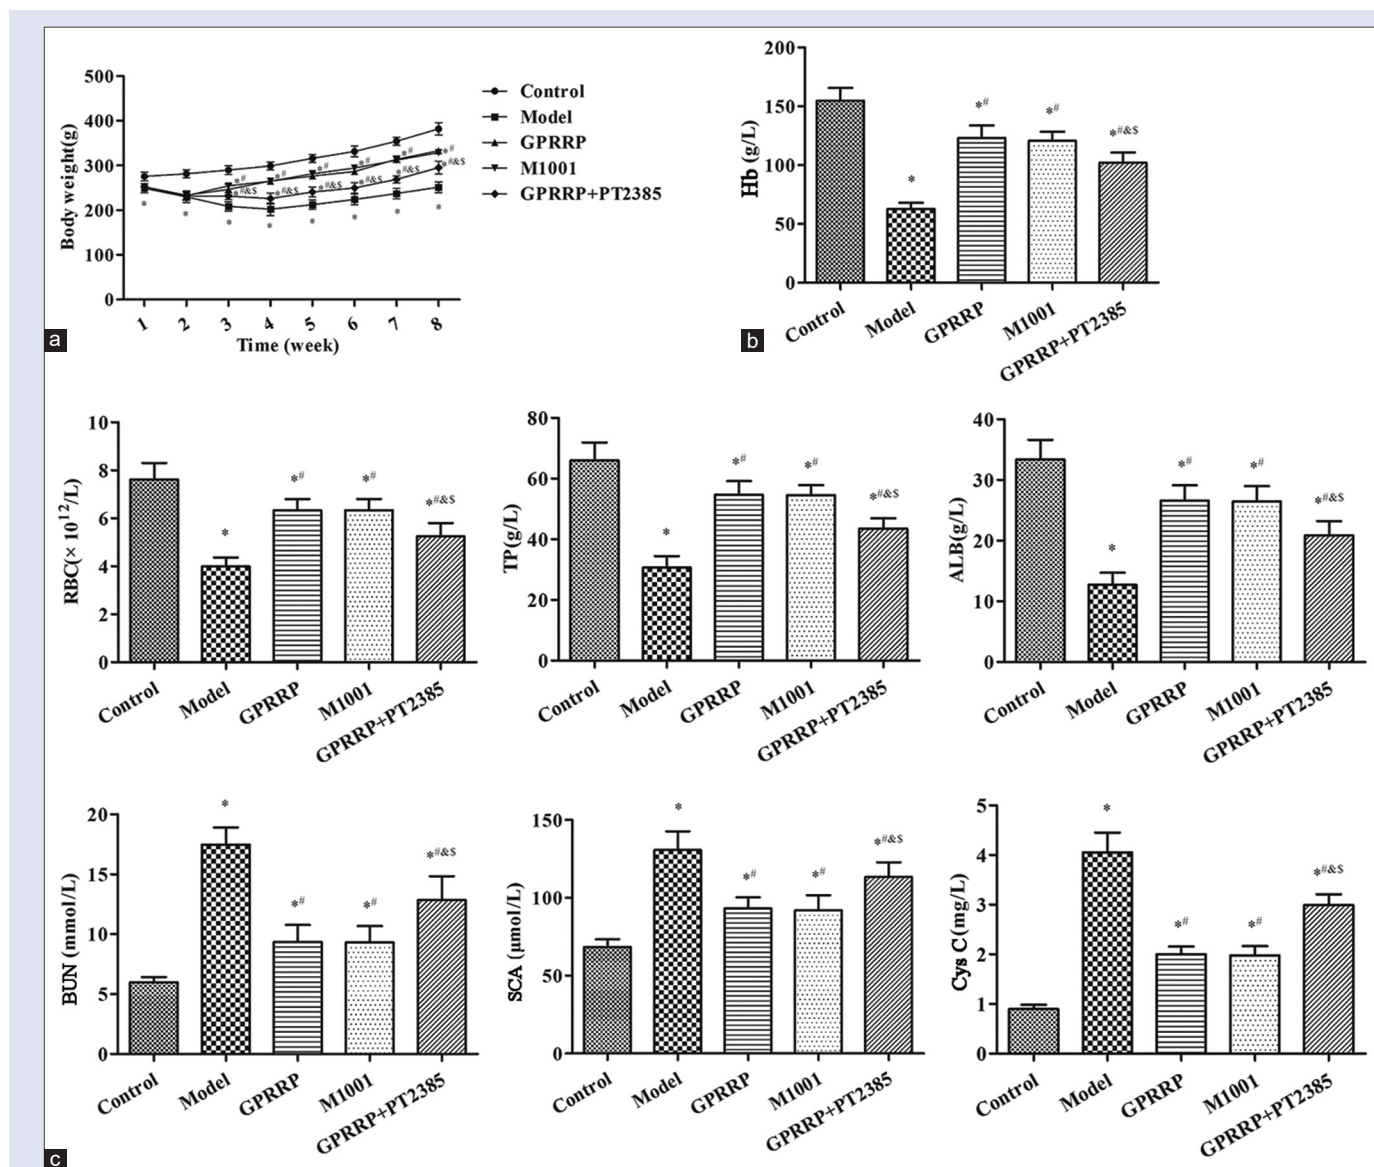 500
400
300
200
100
0
Body weight(g)
1 2 3 4 5 6 7 8
Time (week)
Control
Model
GPRRP
M1001
GPRRP+PT2385
*# *# *# *# *# *#
*#&$ *#&$ *#&$ *#&$ *#&$ *#&$
* * * * * * * *
a
200
150
100
50
0
Hb (g/L)
* *# *# *#&$
Control Model GPRRP M1001 GPRRP+PT2385
b
10
8
6
4
2
0
RBC(× 10¹²/L)
* *# *# *#&$
Control Model GPRRP M1001 GPRRP+PT2385
80
60
40
20
0
TP(g/L)
* *# *# *#&$
Control Model GPRRP M1001 GPRRP+PT2385
40
30
20
10
0
ALB(g/L)
* *# *# *#&$
Control Model GPRRP M1001 GPRRP+PT2385
20
15
10
5
0
BUN (mmol/L)
* *# *# *#&$
Control Model GPRRP M1001 GPRRP+PT2385
150
100
50
0
SCA (μmol/L)
* *# *# *#&$
Control Model GPRRP M1001 GPRRP+PT2385
5
4
3
2
1
0
Cys C (mg/L)
* *# *# *#&$
Control Model GPRRP M1001 GPRRP+PT2385
c